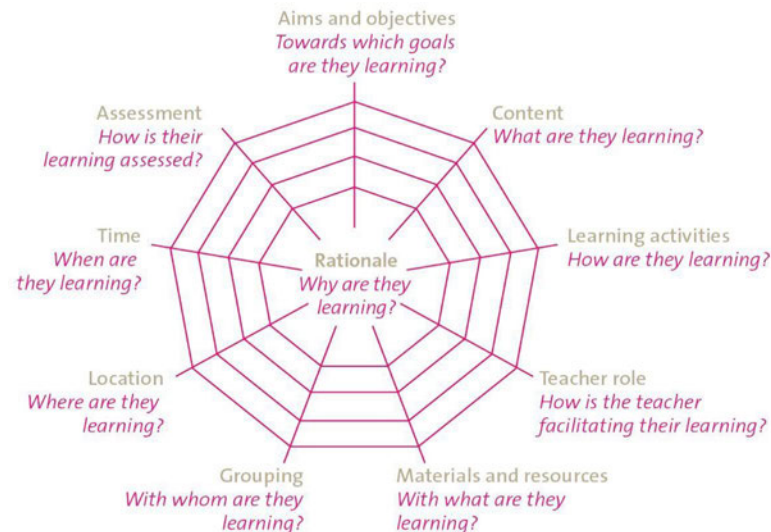 Aims and objectives
Towards which goals
are they learning?
Content
What are they learning?
Learning activities
How are they learning?
Teacher role
How is the teacher
facilitating their learning?
Materials and resources
With what are they
learning?
Grouping
With whom are they
learning?
Location
Where are they
learning?
Time
When are
they learning?
Assessment
How is their
learning assessed?
Rationale
Why are they
learning?